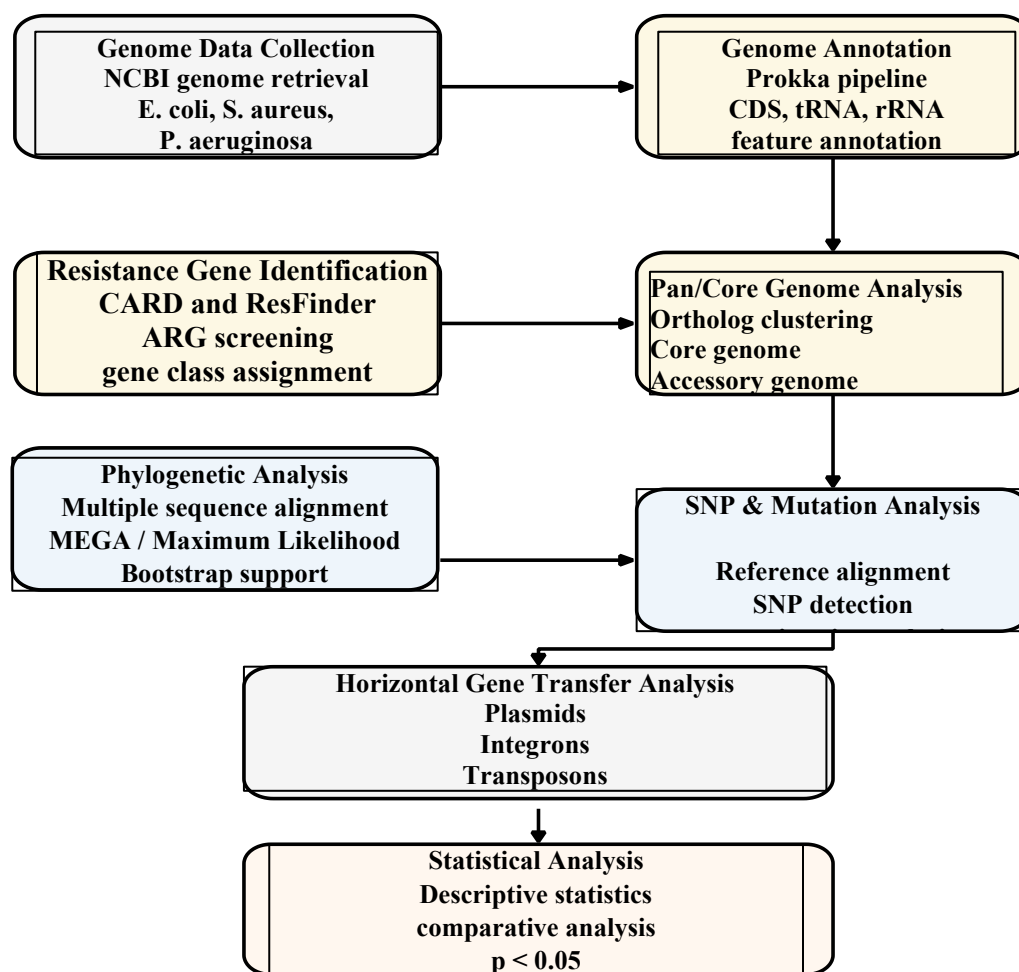 Genome Data Collection
NCBI genome retrieval
E. coli, S. aureus,
P. aeruginosa
Genome Annotation
Prokka pipeline
CDS, tRNA, rRNA
feature annotation
Resistance Gene Identification
CARD and ResFinder
ARG screening
gene class assignment
Pan/Core Genome Analysis
Ortholog clustering
Core genome
Accessory genome
Phylogenetic Analysis
Multiple sequence alignment
MEGA / Maximum Likelihood
Bootstrap support
SNP & Mutation Analysis
Reference alignment
SNP detection
Horizontal Gene Transfer Analysis
Plasmids
Integrons
Transposons
Statistical Analysis
Descriptive statistics
comparative analysis
p < 0.05